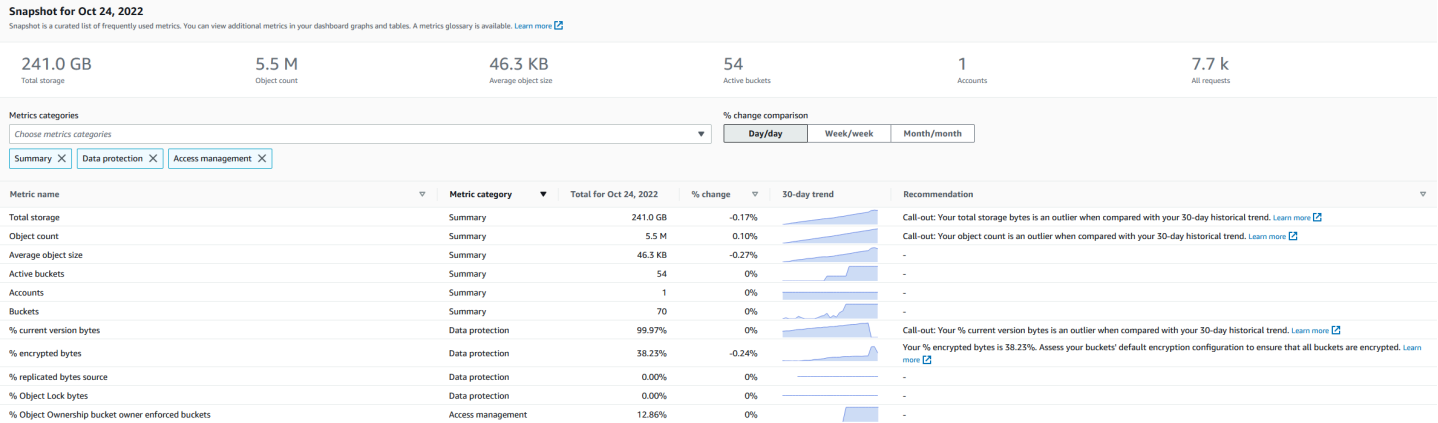 Snapshot for Oct 24, 2022
Snapshot is a curated list of frequently used metrics. You can view additional metrics in your dashboard graphs and tables. A metrics glossary is available. Learn more
241.0 GB 5.5 M 46.3 KB 54 1 7.7 k
Total storage Object count Average object size Active buckets Accounts All requests
Metrics categories % change comparison
Choose metrics categories Day/day Week/week Month/month
Summary Data protection Access management
Metric name Metric category Total for Oct 24, 2022 % change 30-day trend Recommendation
Total storage Summary 241.0 GB -0.17% Call-out: Your total storage bytes is an outlier when compared with your 30-day historical trend. Learn more
Object count Summary 5.5 M 0.10% Call-out: Your object count is an outlier when compared with your 30-day historical trend. Learn more
Average object size Summary 46.3 KB -0.27% -
Active buckets Summary 54 0% -
Accounts Summary 1 0% -
Buckets Summary 70 0% -
% current version bytes Data protection 99.97% 0% Call-out: Your % current version bytes is an outlier when compared with your 30-day historical trend. Learn more
% encrypted bytes Data protection 38.23% -0.24% Your % encrypted bytes is 38.23%. Assess your buckets' default encryption configuration to ensure that all buckets are encrypted. Learn
more
% replicated bytes source Data protection 0.00% 0% -
% Object Lock bytes Data protection 0.00% 0% -
% Object Ownership bucket owner enforced buckets Access management 12.86% 0% -